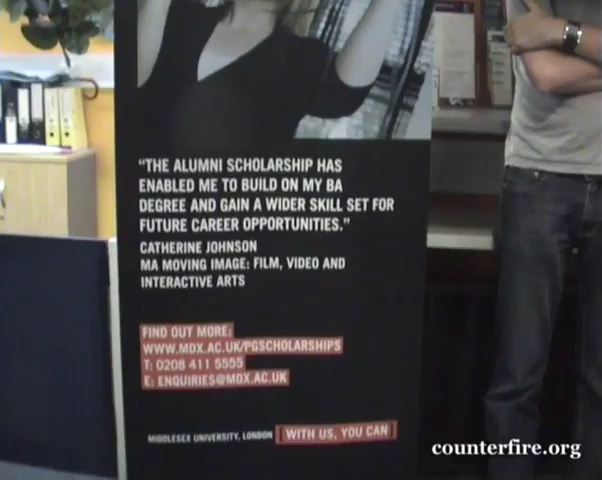 "THE ALUMNI SCHOLARSHIP HAS
ENABLED ME TO BUILD ON MY BA
DEGREE AND GAIN A WIDER SKILL SET FOR
FUTURE CAREER OPPORTUNITIES."
CATHERINE JOHNSON
MA MOVING IMAGE: FILM, VIDEO AND
INTERACTIVE ARTS
FIND OUT MORE:
WWW.MDX.AC.UK/PGSCHOLARSHIPS
T: 0208 411 5555
E: ENQUIRIES@MDX.AC.UK
MIDDLESEX UNIVERSITY, LONDON WITH US, YOU CAN
counterfire.org